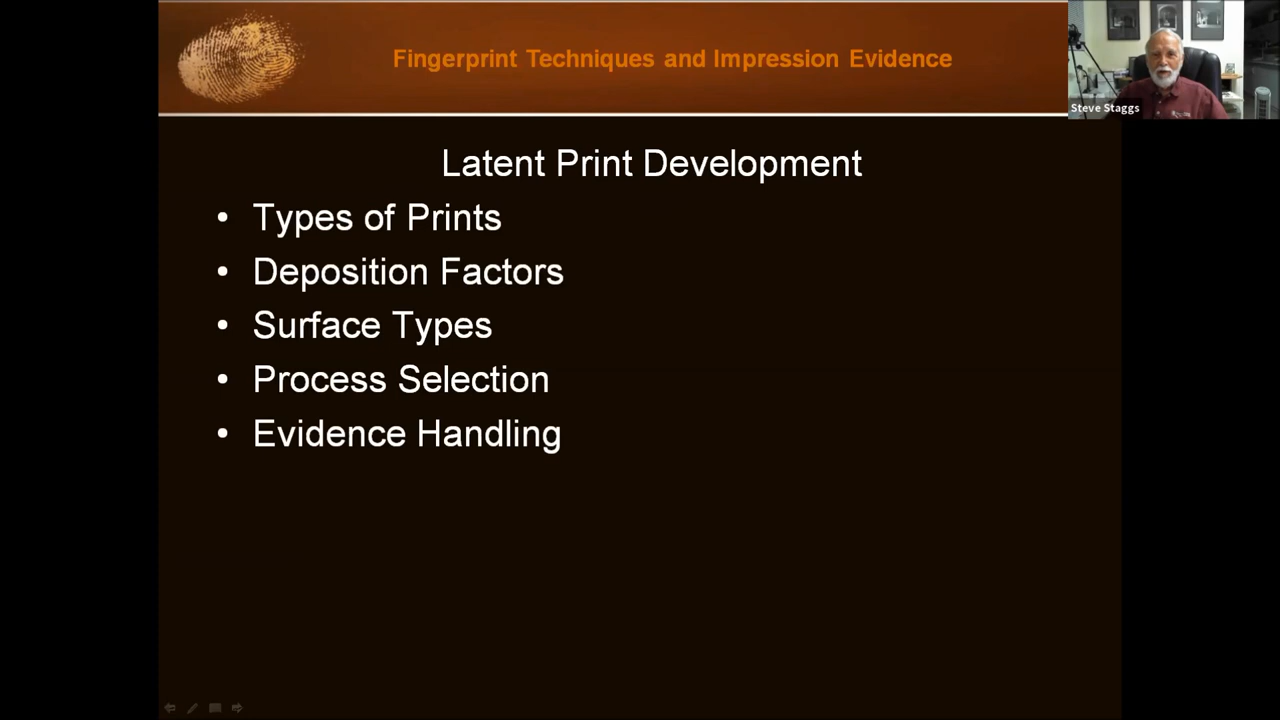 Fingerprint Techniques and Impression Evidence
Steve Staggs
Latent Print Development
• Types of Prints
• Deposition Factors
• Surface Types
• Process Selection
• Evidence Handling